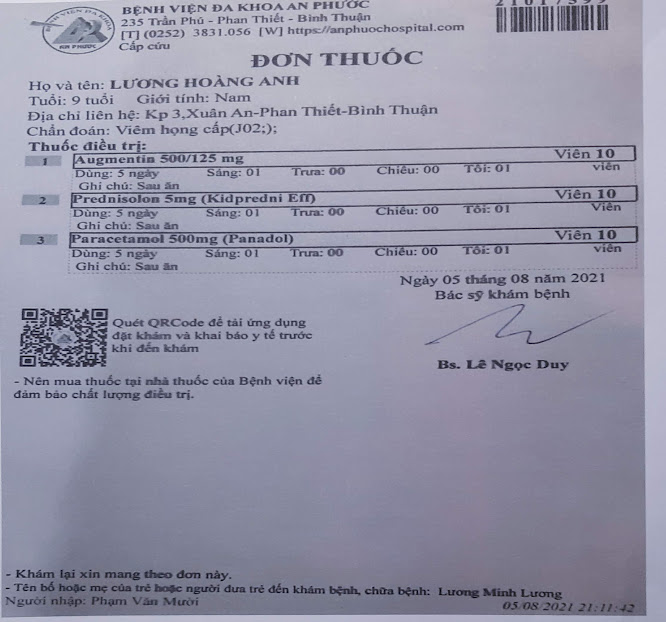 BỆNH VIỆN ĐA KHOA AN PHƯỚC
235 Trần Phú - Phan Thiết - Bình Thuận
[T] (0252) 3831.056 [W] https://anphuochospital.com
Cấp cứu
BỆNH VIỆN ĐA KHOA
AN PHƯỚC
ĐƠN THUỐC
Họ và tên: LƯƠNG HOÀNG ANH
Tuổi: 9 tuổi Giới tính: Nam
Địa chỉ liên hệ: Kp 3,Xuân An-Phan Thiết-Bình Thuận
Chẩn đoán: Viêm họng cấp(J02;);
Thuốc điều trị:
1 Augmentin 500/125 mg Viên 10
Dùng: 5 ngày Sáng: 01 Trưa: 00 Chiều: 00 Tối: 01 viên
Ghi chú: Sau ăn
2 Prednisolon 5mg (Kidpredni Eff) Viên 10
Dùng: 5 ngày Sáng: 01 Trưa: 00 Chiều: 00 Tối: 01 Viên
Ghi chú: Sau ăn
3 Paracetamol 500mg (Panadol) Viên 10
Dùng: 5 ngày Sáng: 01 Trưa: 00 Chiều: 00 Tối: 01 viên
Ghi chú: Sau ăn
Ngày 05 tháng 08 năm 2021
Bác sỹ khám bệnh
Quét QRCode để tải ứng dụng
đặt khám và khai báo y tế trước
khi đến khám
Bs. Lê Ngọc Duy
- Nên mua thuốc tại nhà thuốc của Bệnh viện để
đảm bảo chất lượng điều trị.
- Khám lại xin mang theo đơn này.
- Tên bố hoặc mẹ của trẻ hoặc người đưa trẻ đến khám bệnh, chữa bệnh: Lương Minh Lương
Người nhập: Phạm Văn Mười
05/08/2021 21:11:42